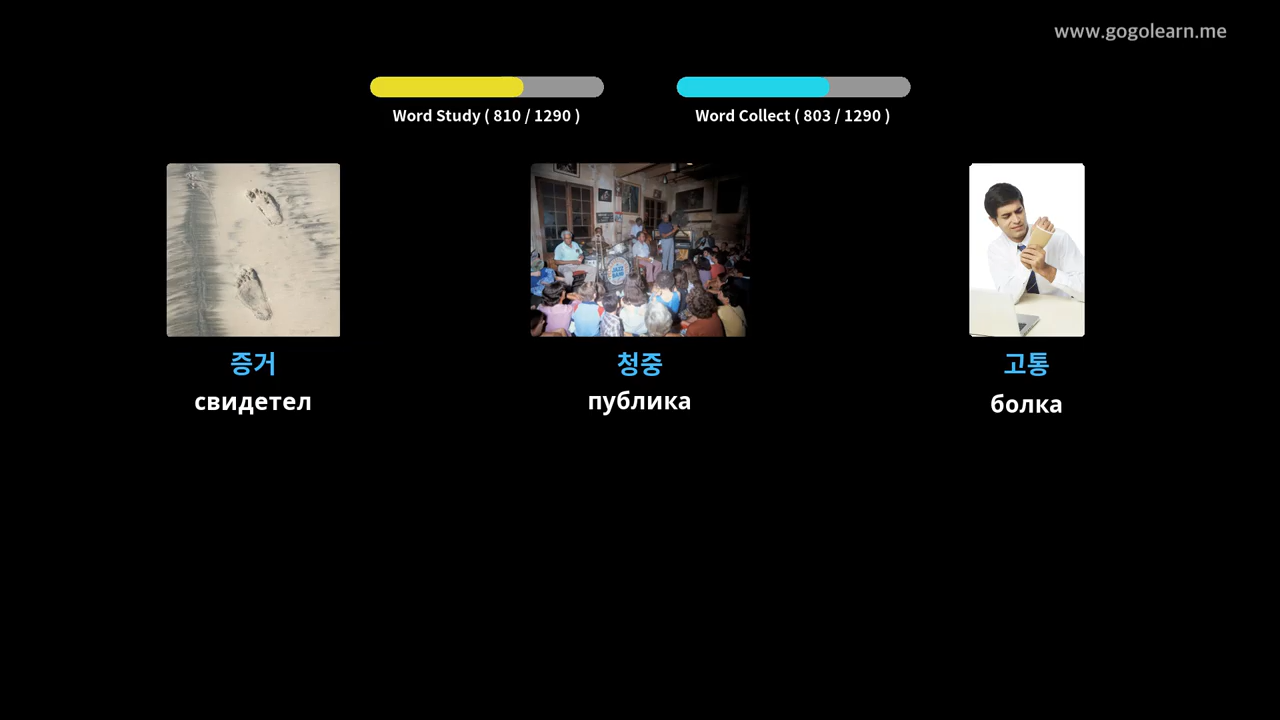 www.gogolearn.me
Word Study ( 810 / 1290 )
Word Collect ( 803 / 1290 )
증거
청중
고통
свидетел
публика
болка